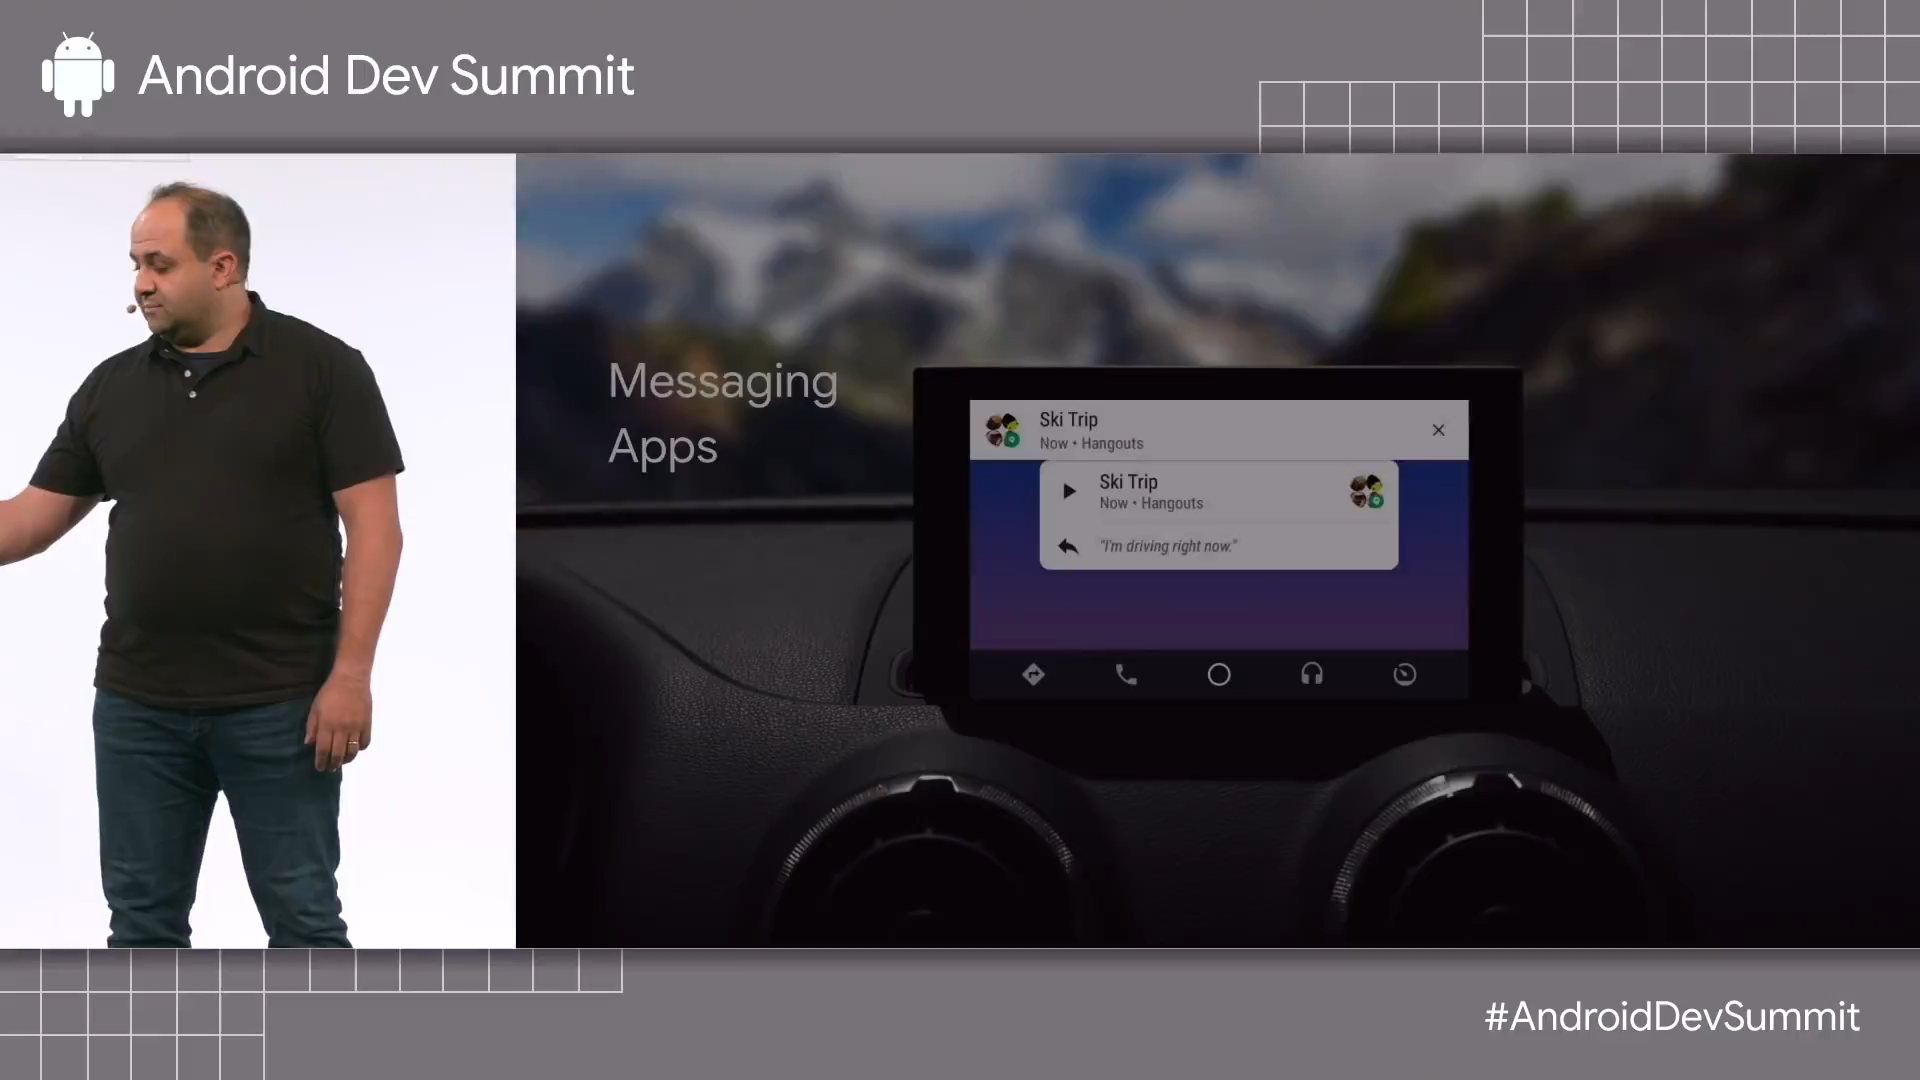 Android Dev Summit
Messaging
Apps
Ski Trip
Now • Hangouts
Ski Trip
Now • Hangouts
"I'm driving right now."
#AndroidDevSummit